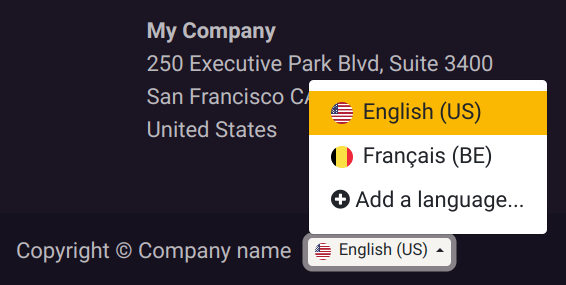 My Company
250 Executive Park Blvd, Suite 3400
San Francisco CA
United States
English (US)
Français (BE)
Add a language...
Copyright © Company name
English (US)